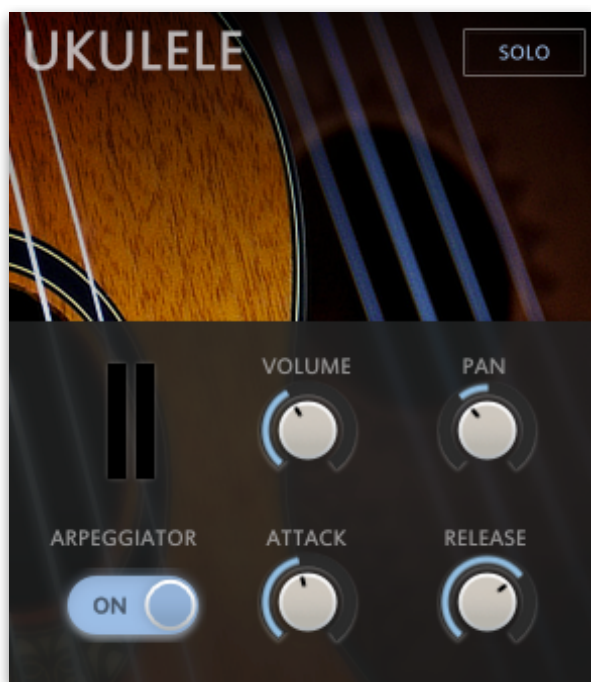 UKULELE
SOLO
VOLUME PAN
ARPEGGIATOR ATTACK RELEASE
ON